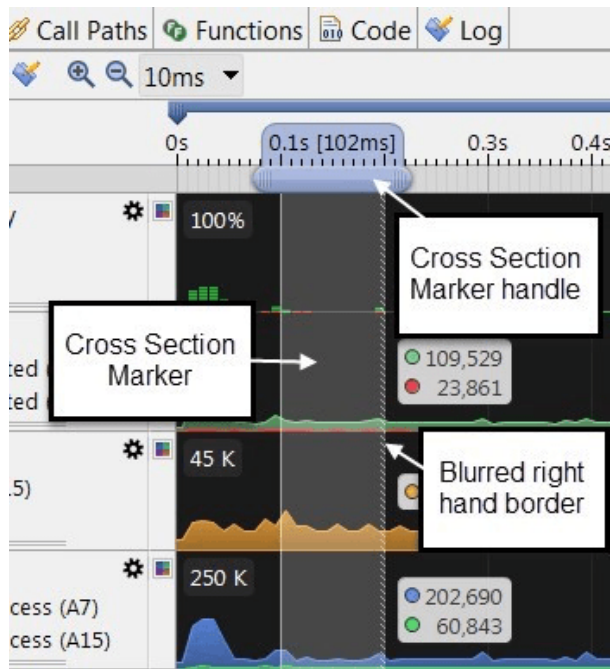 Call Paths Functions Code Log
10ms
0s 0.1s [102ms] 0.3s 0.4s
100%
Cross Section
Marker handle
Cross Section
Marker
ted
ted
109,529
23,861
45 K
5)
Blurred right
hand border
250 K
cess (A7)
cess (A15)
202,690
60,843